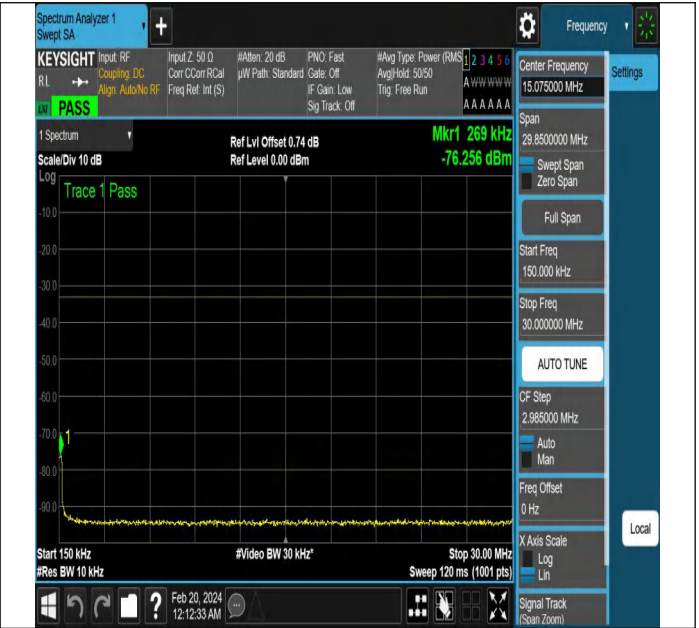 Spectrum Analyzer 1
Swept SA
+
Frequency
KEYSIGHT
RL
PASS
Input: RF
Coupling: DC
Align: Auto/No RF
Input Z: 50 Ω
Corr CCorr RCal
Freq Ref: Int (S)
#Atten: 20 dB
µW Path: Standard
PNO: Fast
Gate: Off
IF Gain: Low
Sig Track: Off
#Avg Type: Power (RMS
Avg|Hold: 50/50
Trig: Free Run
1 2 3 4 5 6
A W W W W W
A A A A A A
1 Spectrum
Scale/Div 10 dB
Ref Lvl Offset 0.74 dB
Ref Level 0.00 dBm
Mkr1 269 kHz
-76.256 dBm
Log
Trace 1 Pass
-10.0
-20.0
-30.0
-40.0
-50.0
-60.0
-70.0
1
-80.0
-90.0
Start 150 kHz
#Video BW 30 kHz*
Stop 30.00 MHz
#Res BW 10 kHz
Sweep 120 ms (1001 pts)
Feb 20, 2024
12:12:33 AM
Center Frequency
15.075000 MHz
Settings
Span
29.8500000 MHz
Swept Span
Zero Span
Full Span
Start Freq
150.000 kHz
Stop Freq
30.000000 MHz
AUTO TUNE
CF Step
2.985000 MHz
Auto
Man
Freq Offset
0 Hz
Local
X Axis Scale
Log
Lin
Signal Track
(Span Zoom)